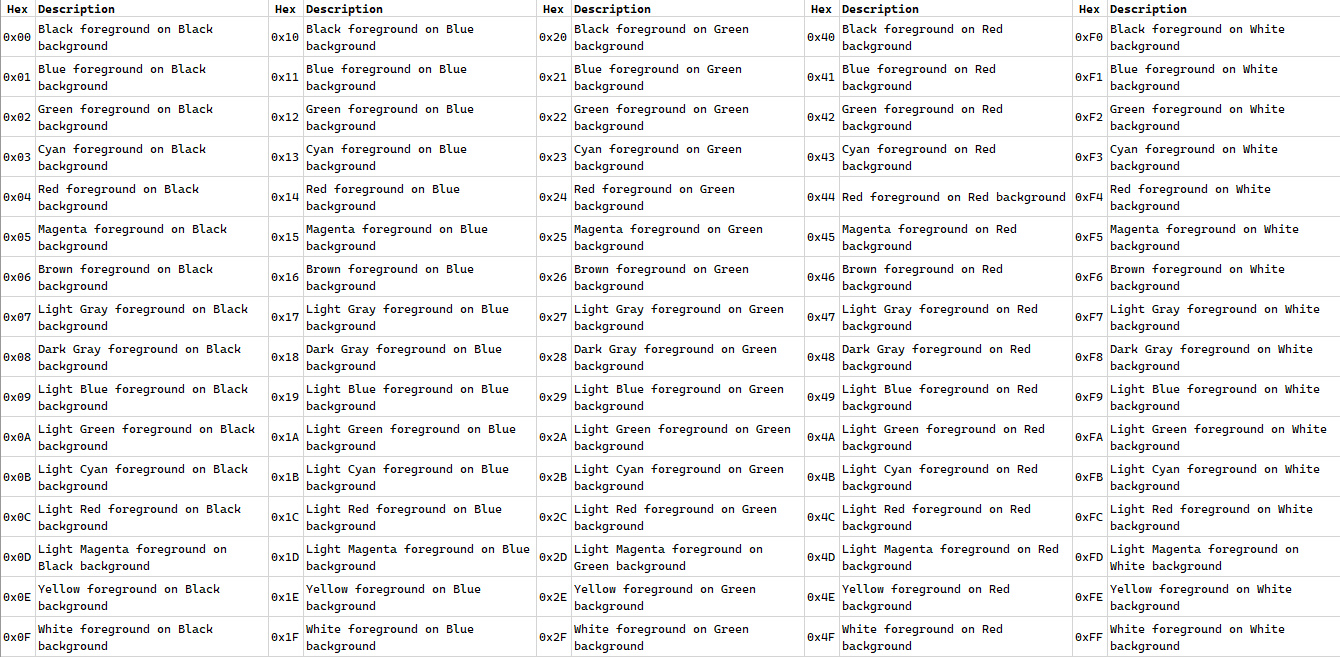 Hex Description Hex Description Hex Description Hex Description Hex Description
0x00 Black foreground on Black background 0x10 Black foreground on Blue background 0x20 Black foreground on Green background 0x40 Black foreground on Red background 0xF0 Black foreground on White background
0x01 Blue foreground on Black background 0x11 Blue foreground on Blue background 0x21 Blue foreground on Green background 0x41 Blue foreground on Red background 0xF1 Blue foreground on White background
0x02 Green foreground on Black background 0x12 Green foreground on Blue background 0x22 Green foreground on Green background 0x42 Green foreground on Red background 0xF2 Green foreground on White background
0x03 Cyan foreground on Black background 0x13 Cyan foreground on Blue background 0x23 Cyan foreground on Green background 0x43 Cyan foreground on Red background 0xF3 Cyan foreground on White background
0x04 Red foreground on Black background 0x14 Red foreground on Blue background 0x24 Red foreground on Green background 0x44 Red foreground on Red background 0xF4 Red foreground on White background
0x05 Magenta foreground on Black background 0x15 Magenta foreground on Blue background 0x25 Magenta foreground on Green background 0x45 Magenta foreground on Red background 0xF5 Magenta foreground on White background
0x06 Brown foreground on Black background 0x16 Brown foreground on Blue background 0x26 Brown foreground on Green background 0x46 Brown foreground on Red background 0xF6 Brown foreground on White background
0x07 Light Gray foreground on Black background 0x17 Light Gray foreground on Blue background 0x27 Light Gray foreground on Green background 0x47 Light Gray foreground on Red background 0xF7 Light Gray foreground on White background
0x08 Dark Gray foreground on Black background 0x18 Dark Gray foreground on Blue background 0x28 Dark Gray foreground on Green background 0x48 Dark Gray foreground on Red background 0xF8 Dark Gray foreground on White background
0x09 Light Blue foreground on Black background 0x19 Light Blue foreground on Blue background 0x29 Light Blue foreground on Green background 0x49 Light Blue foreground on Red background 0xF9 Light Blue foreground on White background
0x0A Light Green foreground on Black background 0x1A Light Green foreground on Blue background 0x2A Light Green foreground on Green background 0x4A Light Green foreground on Red background 0xFA Light Green foreground on White background
0x0B Light Cyan foreground on Black background 0x1B Light Cyan foreground on Blue background 0x2B Light Cyan foreground on Green background 0x4B Light Cyan foreground on Red background 0xFB Light Cyan foreground on White background
0x0C Light Red foreground on Black background 0x1C Light Red foreground on Blue background 0x2C Light Red foreground on Green background 0x4C Light Red foreground on Red background 0xFC Light Red foreground on White background
0x0D Light Magenta foreground on Black background 0x1D Light Magenta foreground on Blue background 0x2D Light Magenta foreground on Green background 0x4D Light Magenta foreground on Red background 0xFD Light Magenta foreground on White background
0x0E Yellow foreground on Black background 0x1E Yellow foreground on Blue background 0x2E Yellow foreground on Green background 0x4E Yellow foreground on Red background 0xFE Yellow foreground on White background
0x0F White foreground on Black background 0x1F White foreground on Blue background 0x2F White foreground on Green background 0x4F White foreground on Red background 0xFF White foreground on White background